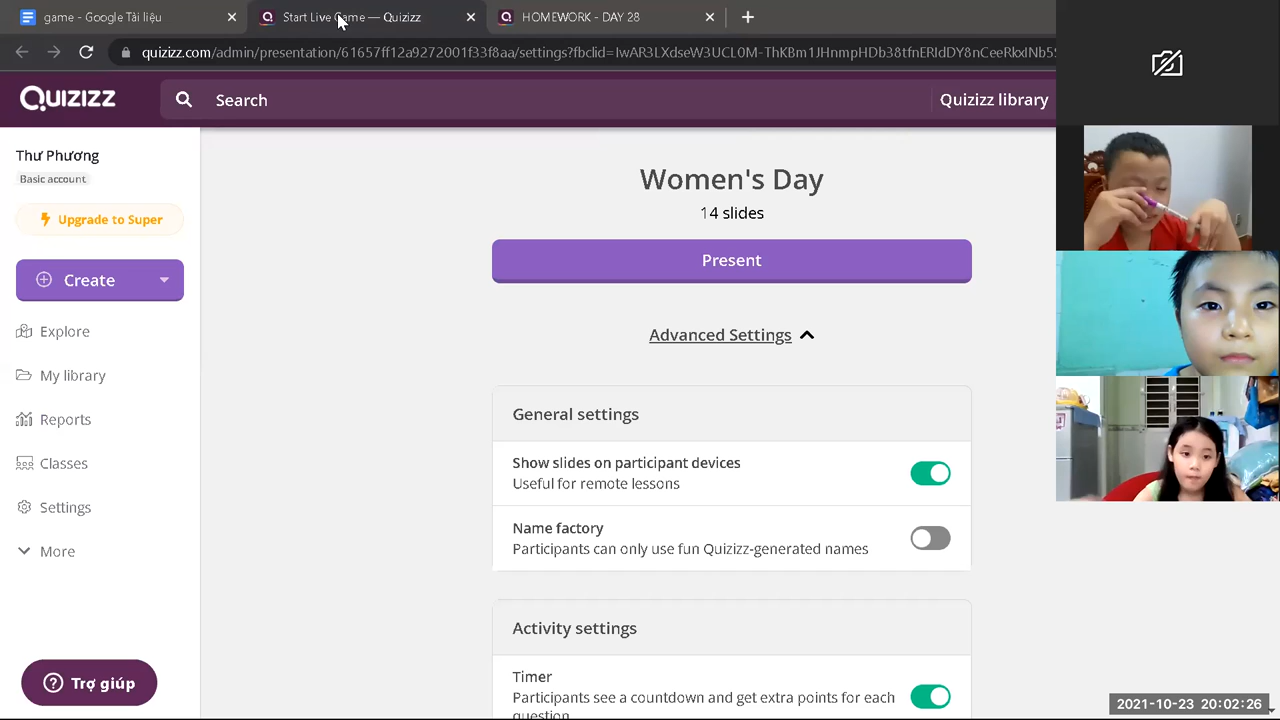 game - Google Tài liệu
Start Live Game — Quizizz
HOMEWORK - DAY 28
quizizz.com/admin/presentation/61657ff12a9272001f33f8aa/settings?fbclid=
QUIZIZZ
Search
Quizizz library
Thư Phương
Basic account
Upgrade to Super
Create
Explore
My library
Reports
Classes
Settings
More
Trợ giúp
Women's Day
14 slides
Present
Advanced Settings
General settings
Show slides on participant devices
Useful for remote lessons
Name factory
Participants can only use fun Quizizz-generated names
Activity settings
Timer
Participants see a countdown and get extra points for each
question
2021-10-23 20:02:26